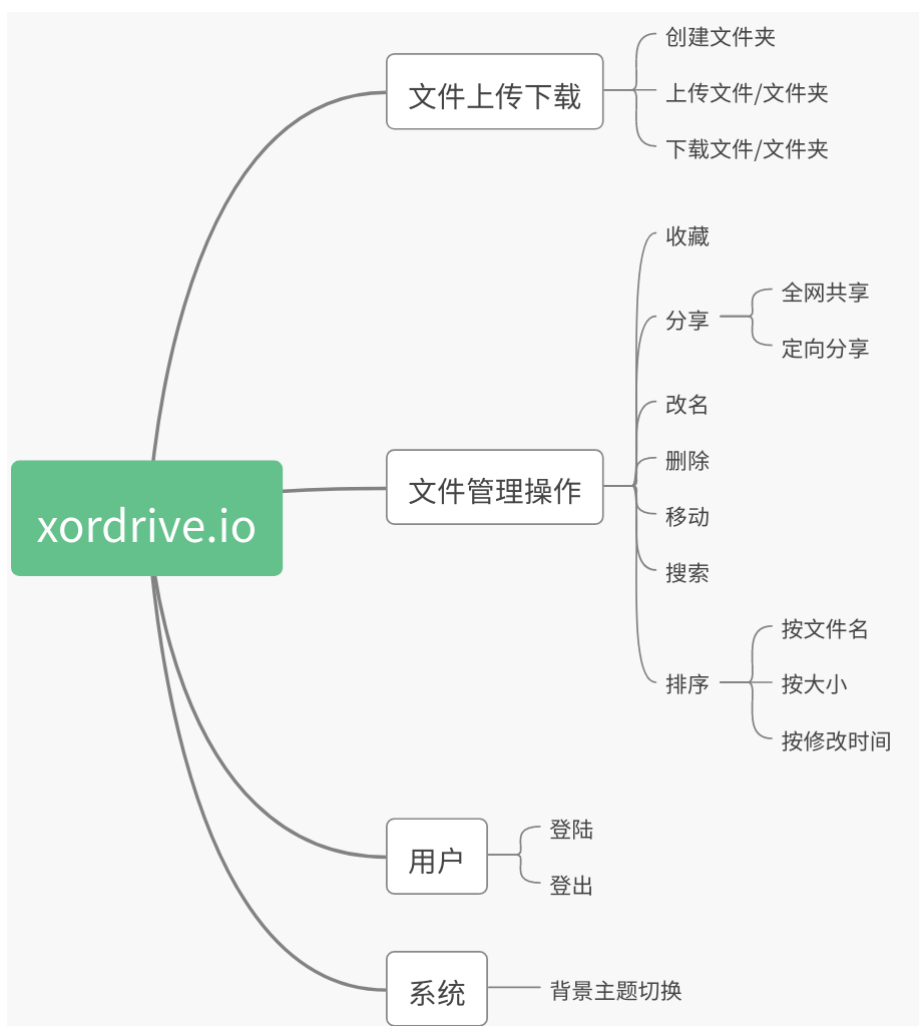 xordrive.io
文件上传下载
创建文件夹
上传文件/文件夹
下载文件/文件夹
文件管理操作
收藏
分享
全网共享
定向分享
改名
删除
移动
搜索
排序
按文件名
按大小
按修改时间
用户
登陆
登出
系统
背景主题切换